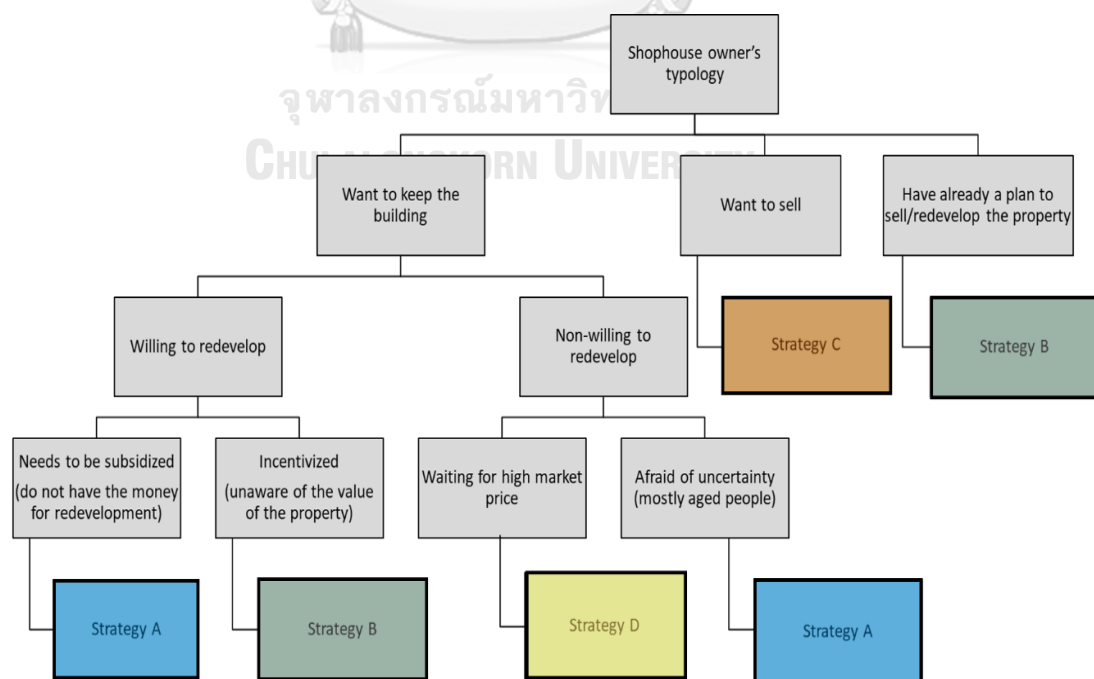 Shophouse owner's
typology
จุฬาลงกรณ์มหาวิท
CHULALONGKORN UNIVERSITY
Want to keep the
building
Want to sell
Have already a plan to
sell/redevelop the property
Willing to redevelop
Non-willing to
redevelop
Strategy C
Strategy B
Needs to be subsidized
(do not have the money
for redevelopment)
Incentivized
(unaware of the value
of the property)
Waiting for high market
price
Afraid of uncertainty
(mostly aged people)
Strategy A
Strategy B
Strategy D
Strategy A